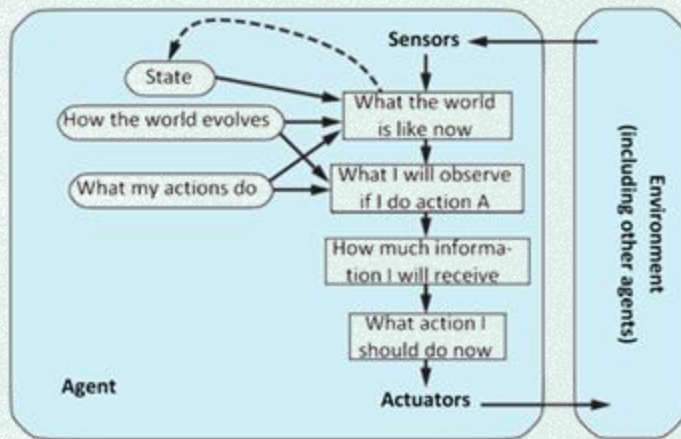 Sensors
State
What the world
is like now
How the world evolves
What my actions do
What I will observe
if I do action A
How much informa-
tion I will receive
What action I
should do now
Agent
Actuators
Environment
(including other agents)